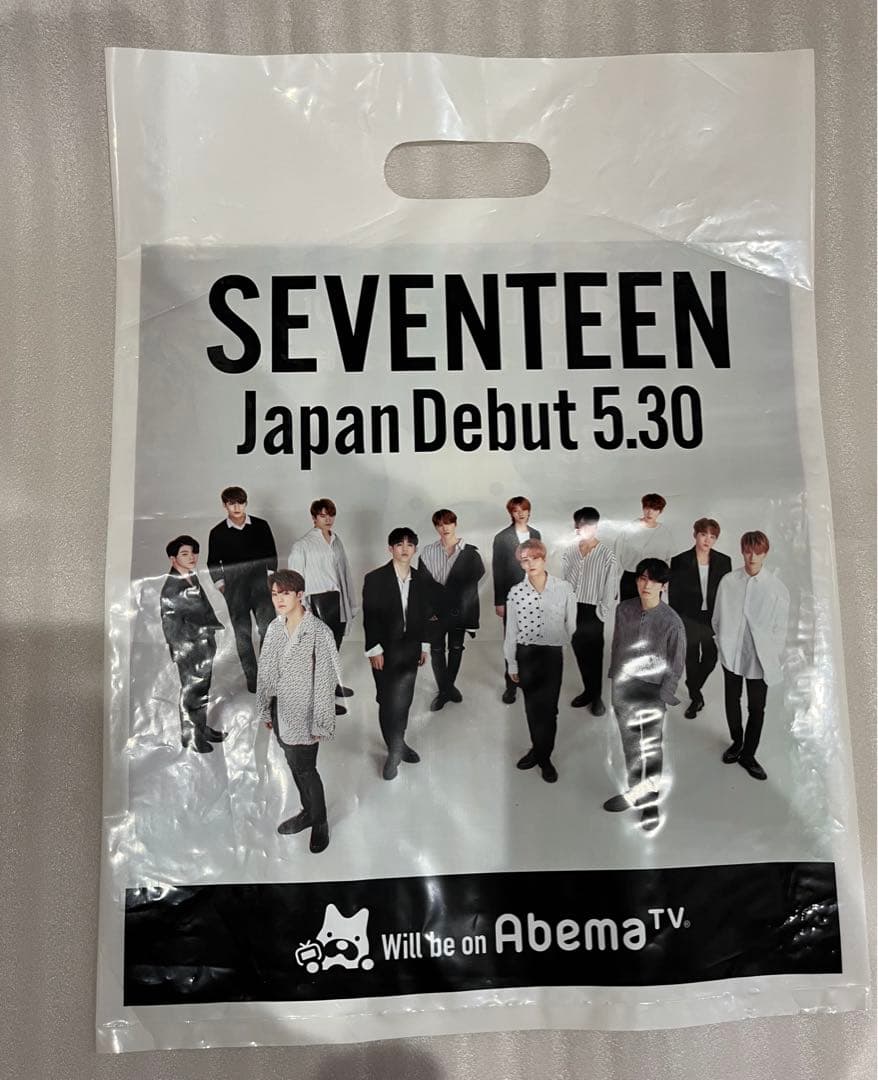 SEVENTEEN
Japan Debut 5.30
Will be on AbemaTV®